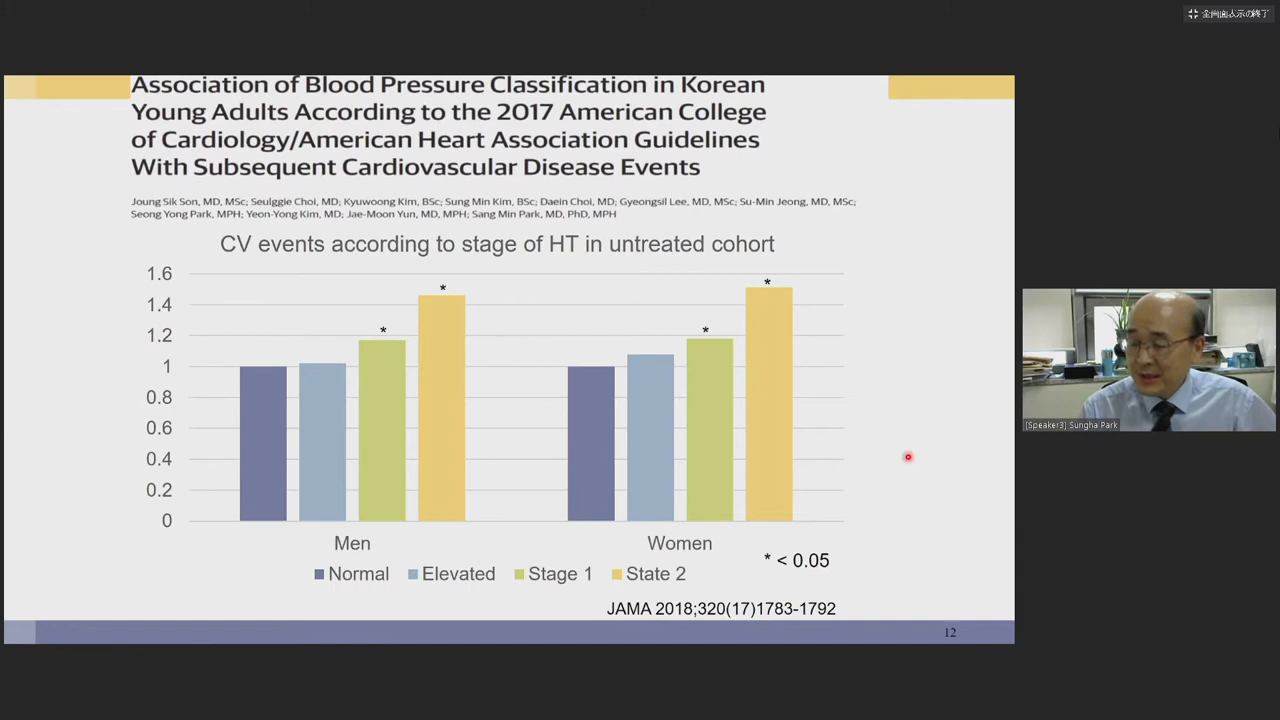 全画面表示の終了
Association of Blood Pressure Classification in Korean
Young Adults According to the 2017 American College
of Cardiology/American Heart Association Guidelines
With Subsequent Cardiovascular Disease Events
Joung Sik Son, MD, MSc; Seulggie Choi, MD; Kyuwoong Kim, BSc; Sung Min Kim, BSc; Daein Choi, MD; Gyeongsil Lee, MD, MSc; Su-Min Jeong, MD, MSc;
Seong Yong Park, MPH; Yeon-Yong Kim, MD; Jae-Moon Yun, MD, MPH; Sang Min Park, MD, PhD, MPH
CV events according to stage of HT in untreated cohort
1.6
1.4
1.2
1
0.8
0.6
0.4
0.2
0
* * * *
Men Women
* < 0.05
Normal Elevated Stage 1 State 2
JAMA 2018;320(17)1783-1792
12
[Speaker3] Sungha Park